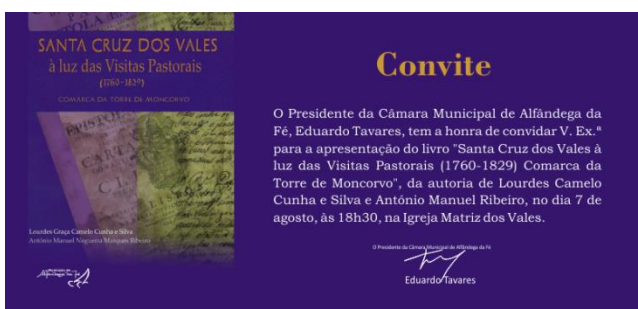 SANTA CRUZ DOS VALES
à luz das Visitas Pastorais
(1760-1829)
COMARCA DA TORRE DE MONCORVO
EPISTOL
CARTA
Lourdes Graça Camelo Cunha e Silva
António Manuel Nogueira Marques Ribeiro
Convite
O Presidente da Câmara Municipal de Alfândega da
Fé, Eduardo Tavares, tem a honra de convidar V. Ex.ª
para a apresentação do livro "Santa Cruz dos Vales à
luz das Visitas Pastorais (1760-1829) Comarca da
Torre de Moncorvo", da autoria de Lourdes Camelo
Cunha e Silva e António Manuel Ribeiro, no dia 7 de
agosto, às 18h30, na Igreja Matriz dos Vales.
O Presidente da Câmara Municipal de Alfândega da Fé
Eduardo Tavares